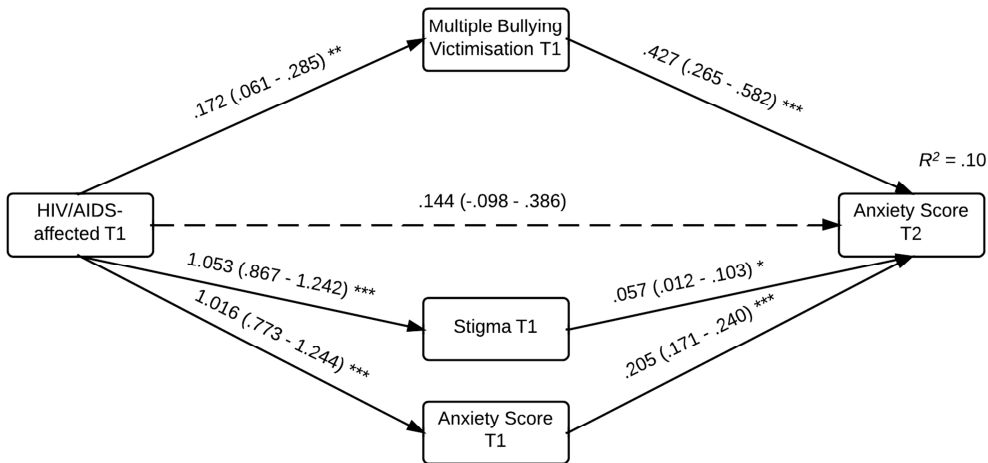 Multiple Bullying
Victimisation T1
.172 (.061 - .285) **
.427 (.265 - .582) ***
R² = .10
HIV/AIDS-
affected T1
.144 (-.098 - .386)
Anxiety Score
T2
1.053 (.867 - 1.242) ***
.057 (.012 - .103) *
Stigma T1
1.016 (.773 - 1.244) ***
.205 (.171 - .240) ***
Anxiety Score
T1